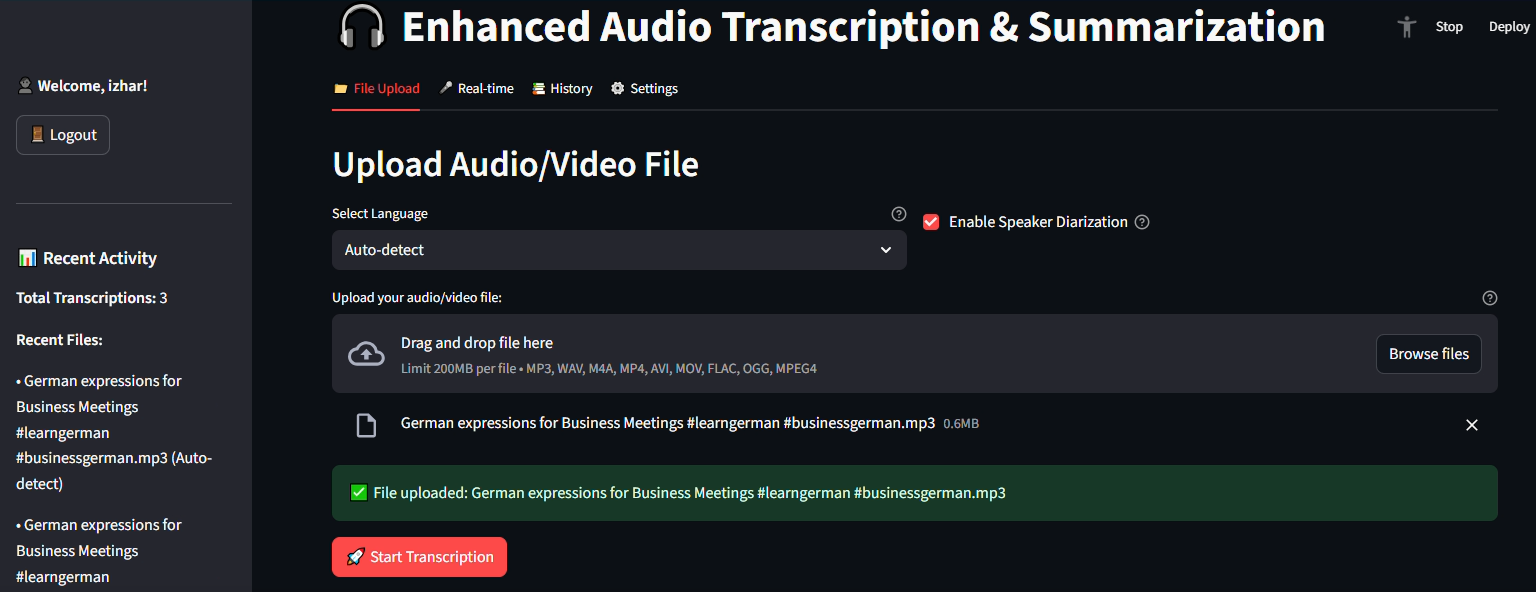 Enhanced Audio Transcription & Summarization
Stop
Deploy
Welcome, izhar!
Logout
Recent Activity
Total Transcriptions: 3
Recent Files:
• German expressions for
Business Meetings
#learngerman
#businessgerman.mp3 (Auto-
detect)
• German expressions for
Business Meetings
#learngerman
File Upload
Real-time
History
Settings
Upload Audio/Video File
Select Language
Auto-detect
Enable Speaker Diarization
Upload your audio/video file:
Drag and drop file here
Limit 200MB per file • MP3, WAV, M4A, MP4, AVI, MOV, FLAC, OGG, MPEG4
Browse files
German expressions for Business Meetings #learngerman #businessgerman.mp3 0.6MB
File uploaded: German expressions for Business Meetings #learngerman #businessgerman.mp3
Start Transcription